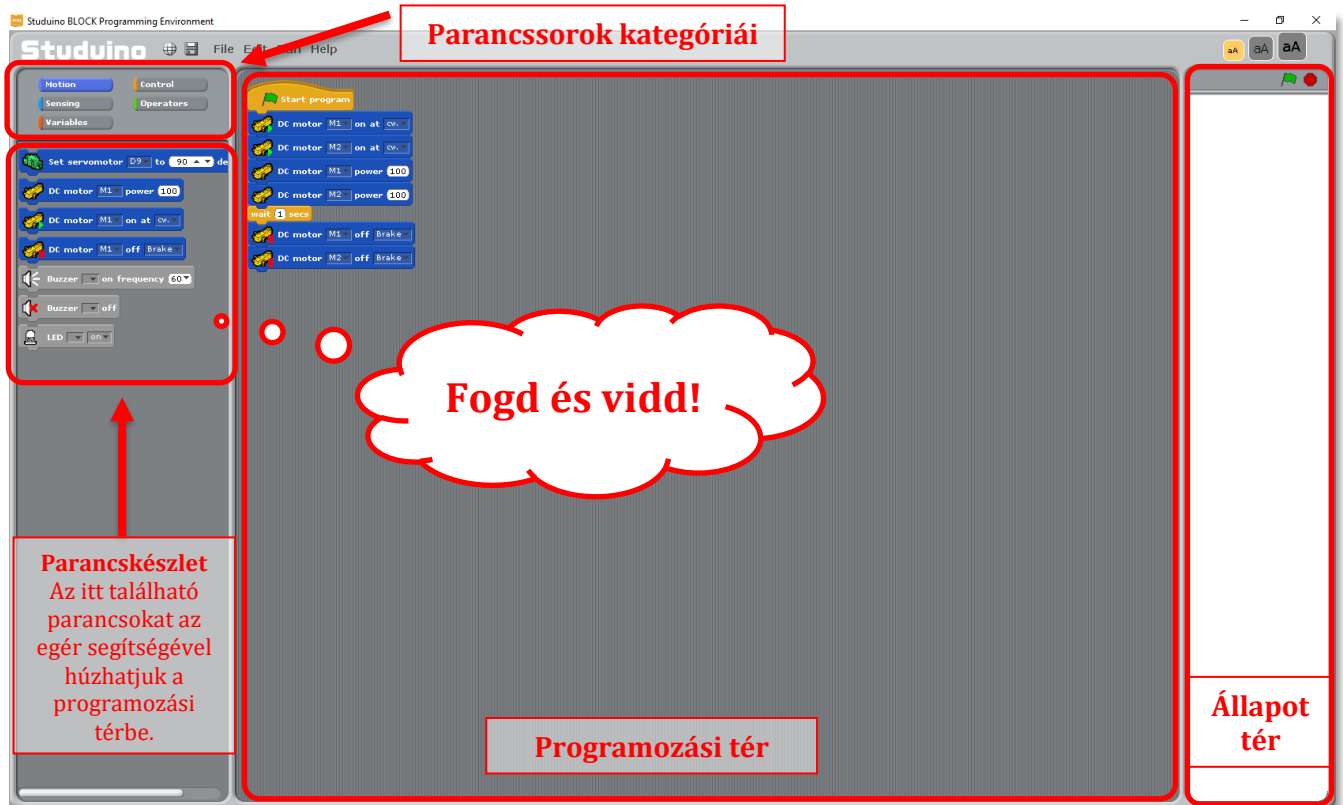 Studuino BLOCK Programming Environment
Studuino File Edit Run Help
Parancssorok kategóriái
aA aA aA
Motion Control
Sensing Operators
Variables
Set servomotor D9 to 90 de
DC motor M1 power 100
DC motor M1 on at cw.
DC motor M1 off Brake
Buzzer on frequency 60
Buzzer off
LED on
Start program
DC motor M1 on at cw.
DC motor M2 on at cw.
DC motor M1 power 100
DC motor M2 power 100
wait 1 secs
DC motor M1 off Brake
DC motor M2 off Brake
Fogd és vidd!
Parancskészlet
Az itt található
parancsokat az
egér segítségével
húzhatjuk a
programozási
térbe.
Programozási tér
Állapot
tér